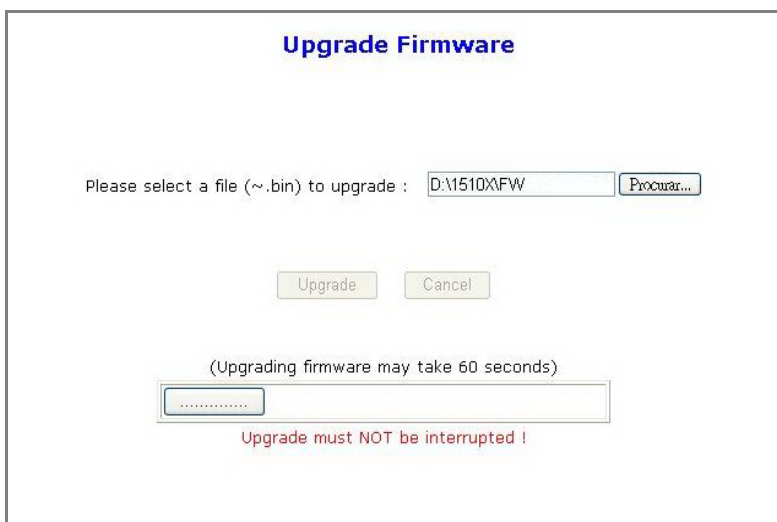 Upgrade Firmware
Please select a file (~.bin) to upgrade : D:\1510X\FW Procurar...
Upgrade Cancel
(Upgrading firmware may take 60 seconds)
..............
Upgrade must NOT be interrupted !